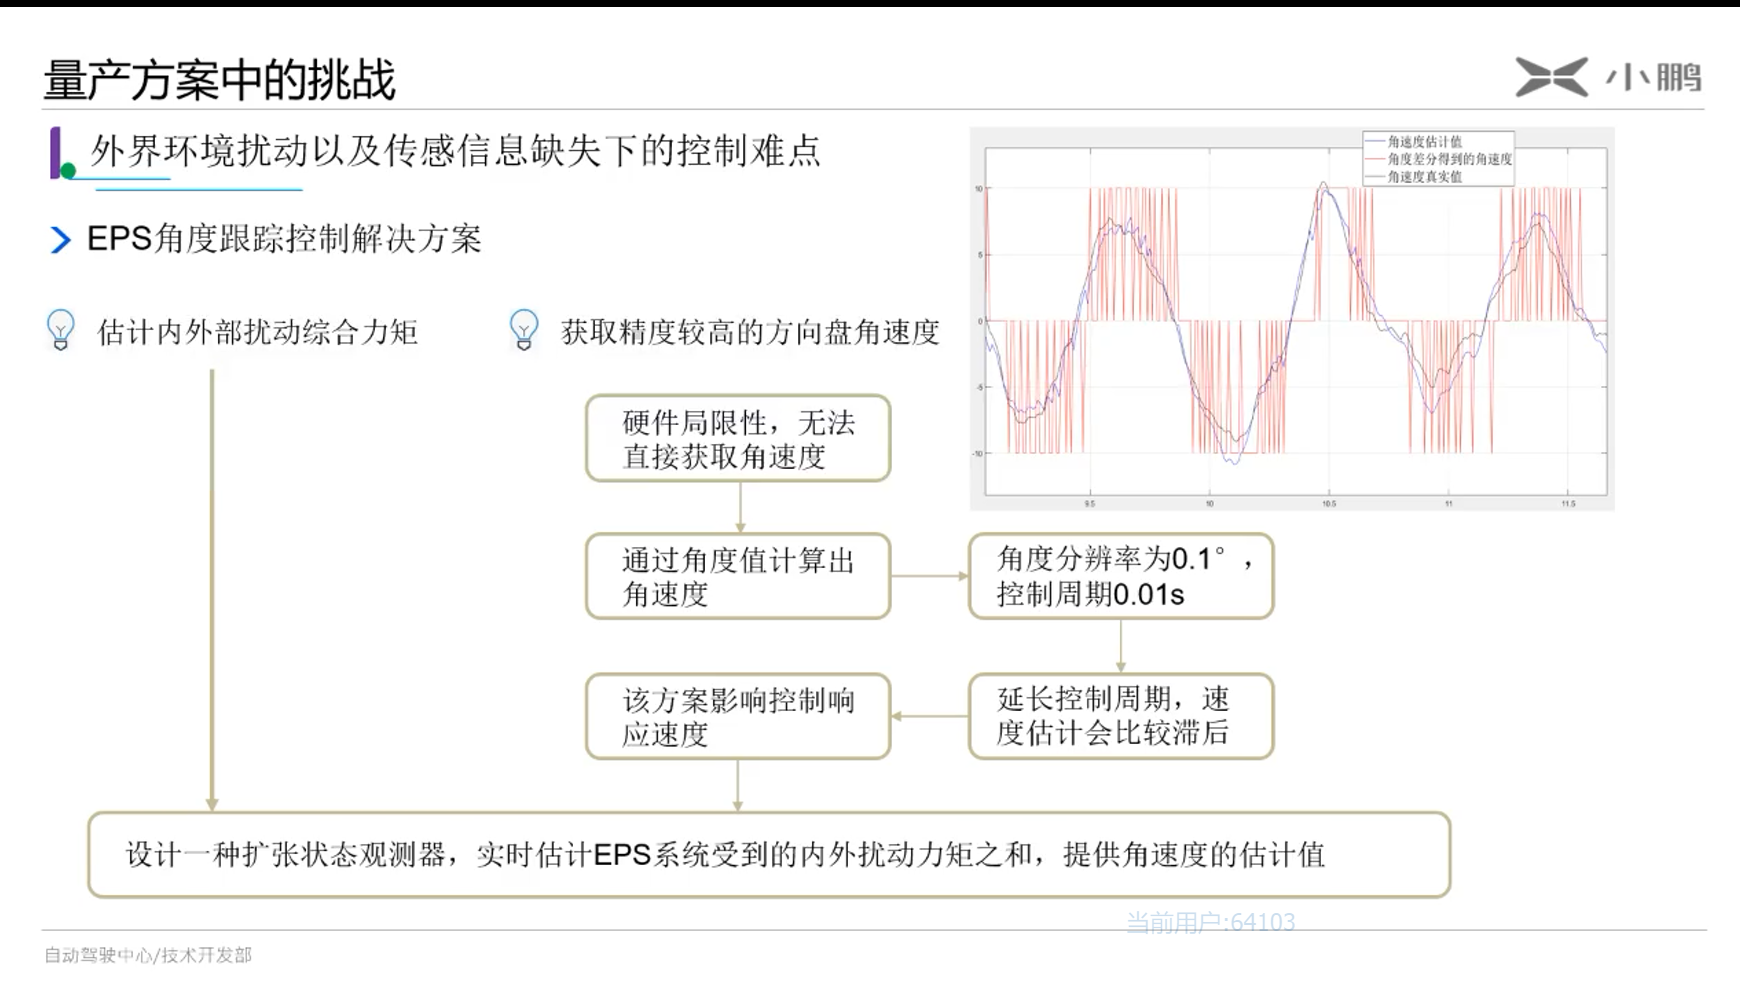 量产方案中的挑战
小鹏
外界环境扰动以及传感信息缺失下的控制难点
EPS角度跟踪控制解决方案
估计内外部扰动综合力矩
获取精度较高的方向盘角速度
角速度估计值
角度差分得到的角速度
角速度真实值
10
5
0
-5
-10
9.5
10
10.5
11
11.5
硬件局限性，无法
直接获取角速度
通过角度值计算出
角速度
角度分辨率为0.1°，
控制周期0.01s
该方案影响控制响
应速度
延长控制周期，速
度估计会比较滞后
设计一种扩张状态观测器，实时估计EPS系统受到的内外扰动力矩之和，提供角速度的估计值
当前用户:64103
自动驾驶中心/技术开发部